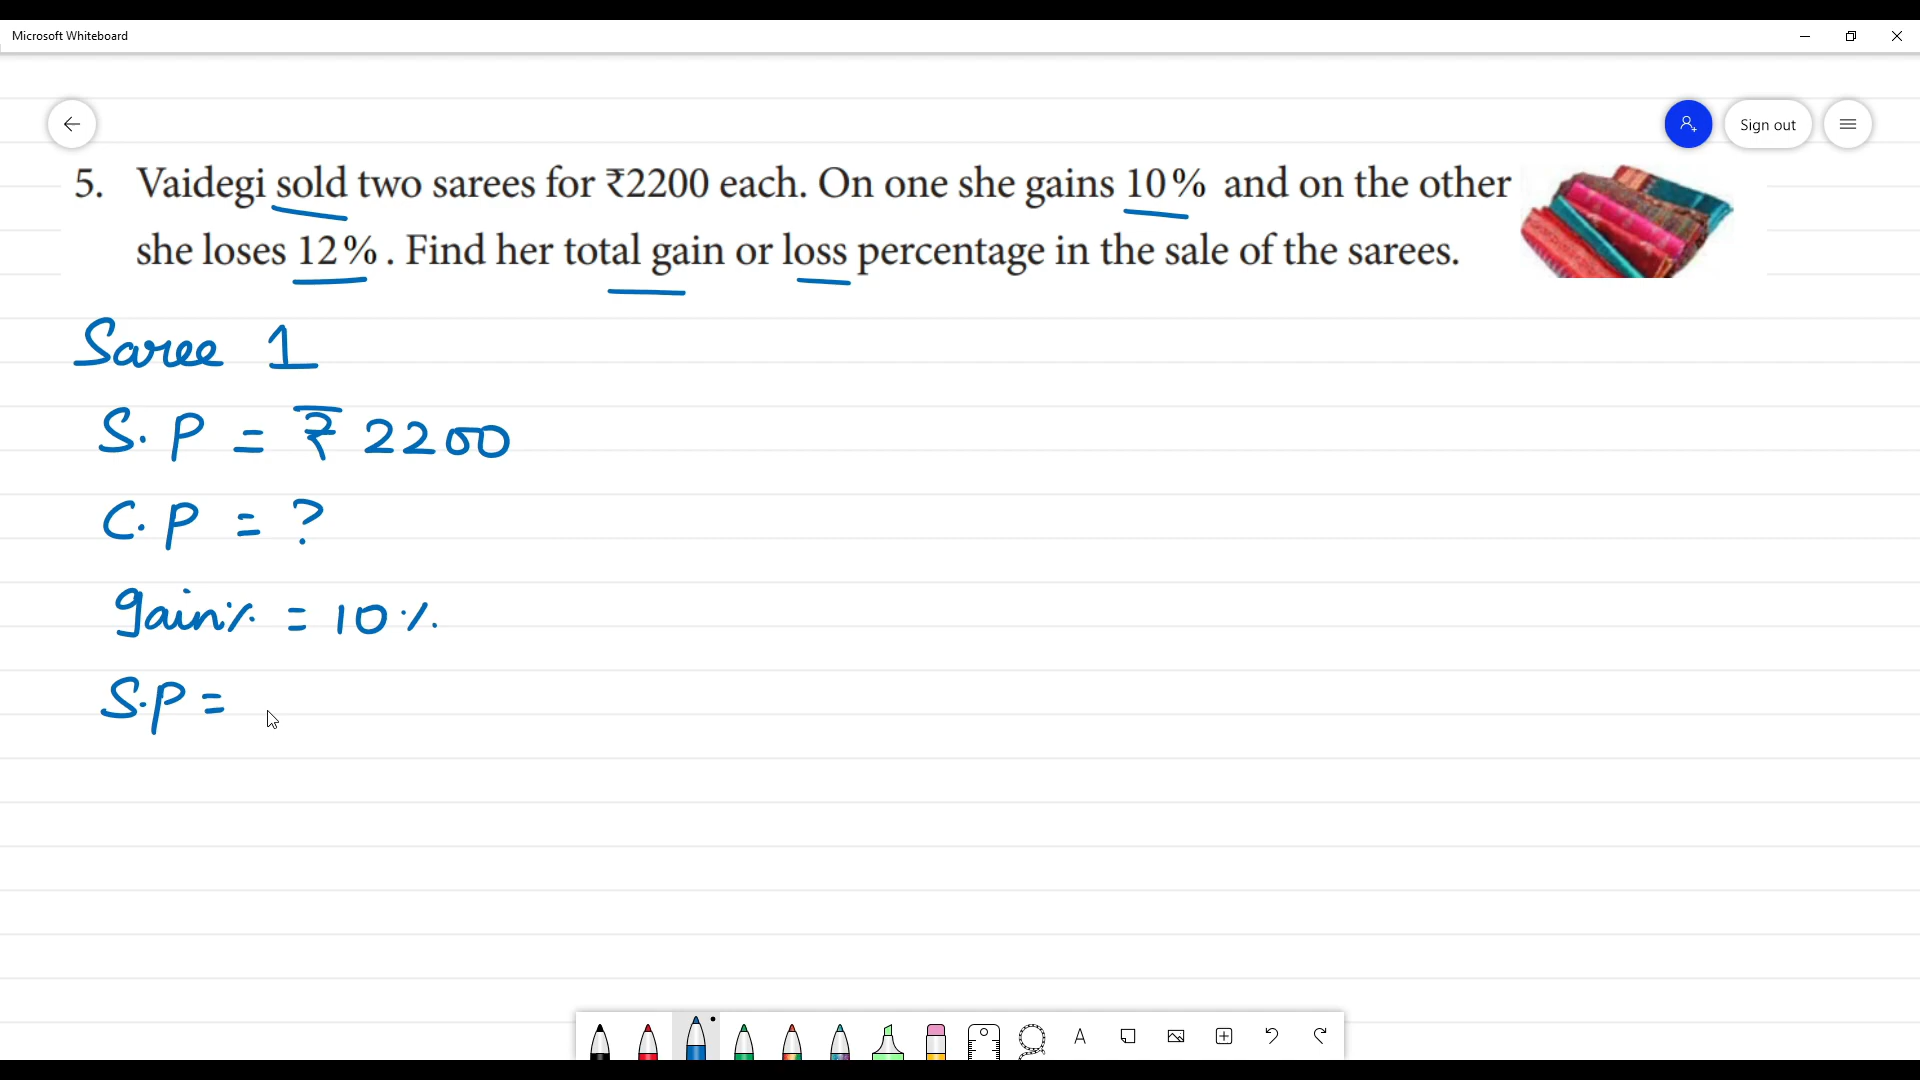 Microsoft Whiteboard
Sign out
5. Vaidegi sold two sarees for ₹2200 each. On one she gains 10% and on the other
she loses 12%. Find her total gain or loss percentage in the sale of the sarees.
Saree 1
S.P = ₹ 2200
C.P = ?
gain% = 10%
S.P =
A